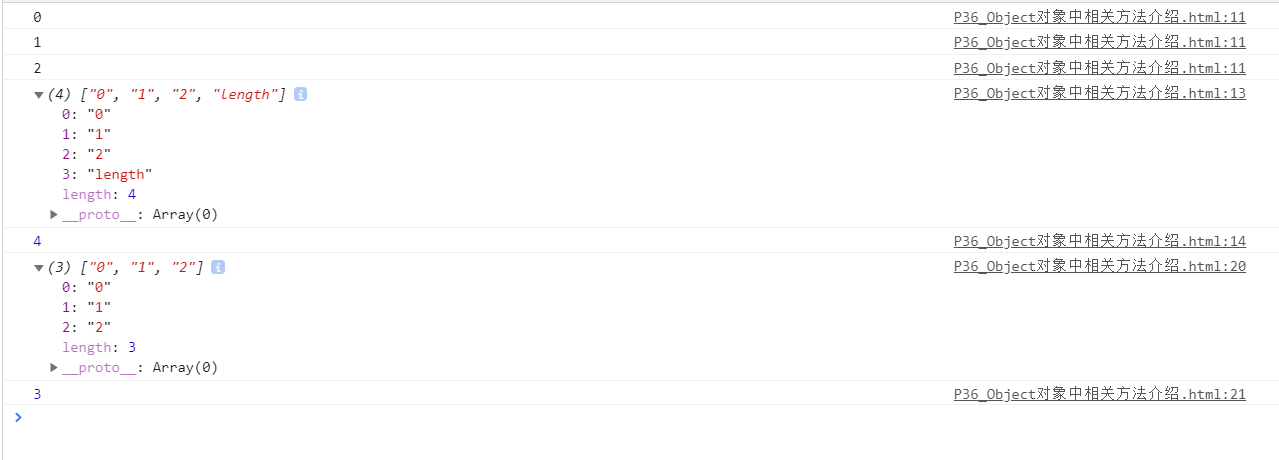 0 P36_Object对象中相关方法介绍.html:11
1 P36_Object对象中相关方法介绍.html:11
2 P36_Object对象中相关方法介绍.html:11
(4) ["0", "1", "2", "length"] i P36_Object对象中相关方法介绍.html:13
0: "0"
1: "1"
2: "2"
3: "length"
length: 4
__proto__: Array(0)
4 P36_Object对象中相关方法介绍.html:14
(3) ["0", "1", "2"] i P36_Object对象中相关方法介绍.html:20
0: "0"
1: "1"
2: "2"
length: 3
__proto__: Array(0)
3 P36_Object对象中相关方法介绍.html:21